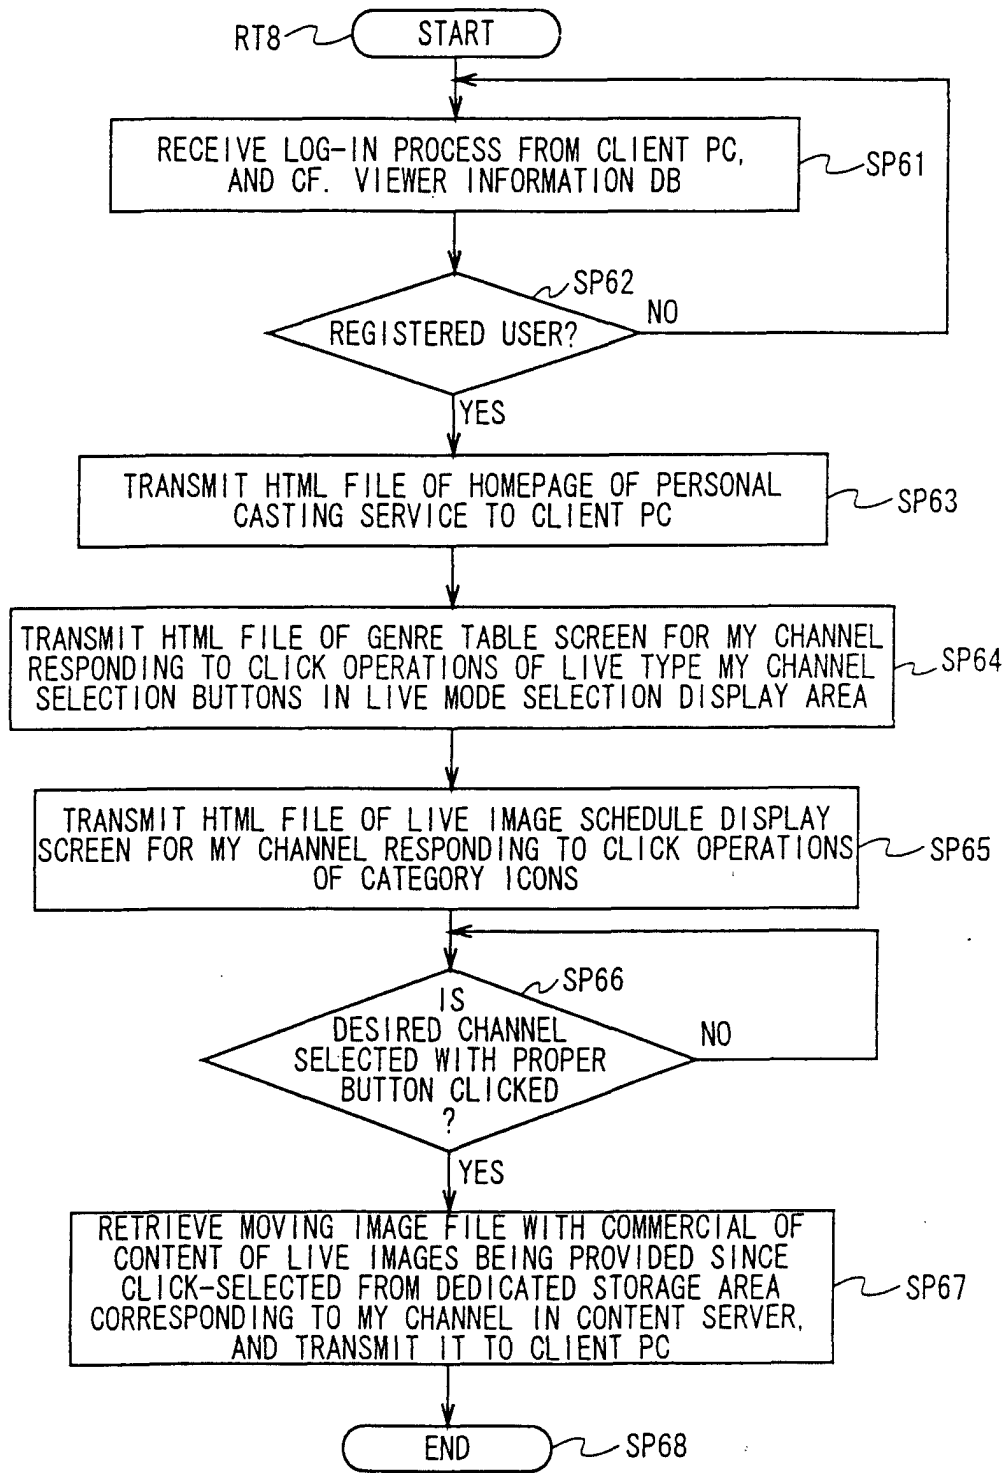 RT8
START
RECEIVE LOG-IN PROCESS FROM CLIENT PC,
AND CF. VIEWER INFORMATION DB
SP61
SP62
REGISTERED USER?
NO
YES
TRANSMIT HTML FILE OF HOMEPAGE OF PERSONAL
CASTING SERVICE TO CLIENT PC
SP63
TRANSMIT HTML FILE OF GENRE TABLE SCREEN FOR MY CHANNEL
RESPONDING TO CLICK OPERATIONS OF LIVE TYPE MY CHANNEL
SELECTION BUTTONS IN LIVE MODE SELECTION DISPLAY AREA
SP64
TRANSMIT HTML FILE OF LIVE IMAGE SCHEDULE DISPLAY
SCREEN FOR MY CHANNEL RESPONDING TO CLICK OPERATIONS
OF CATEGORY ICONS
SP65
SP66
IS
DESIRED CHANNEL
SELECTED WITH PROPER
BUTTON CLICKED
?
NO
YES
RETRIEVE MOVING IMAGE FILE WITH COMMERCIAL OF
CONTENT OF LIVE IMAGES BEING PROVIDED SINCE
CLICK-SELECTED FROM DEDICATED STORAGE AREA
CORRESPONDING TO MY CHANNEL IN CONTENT SERVER,
AND TRANSMIT IT TO CLIENT PC
SP67
END
SP68